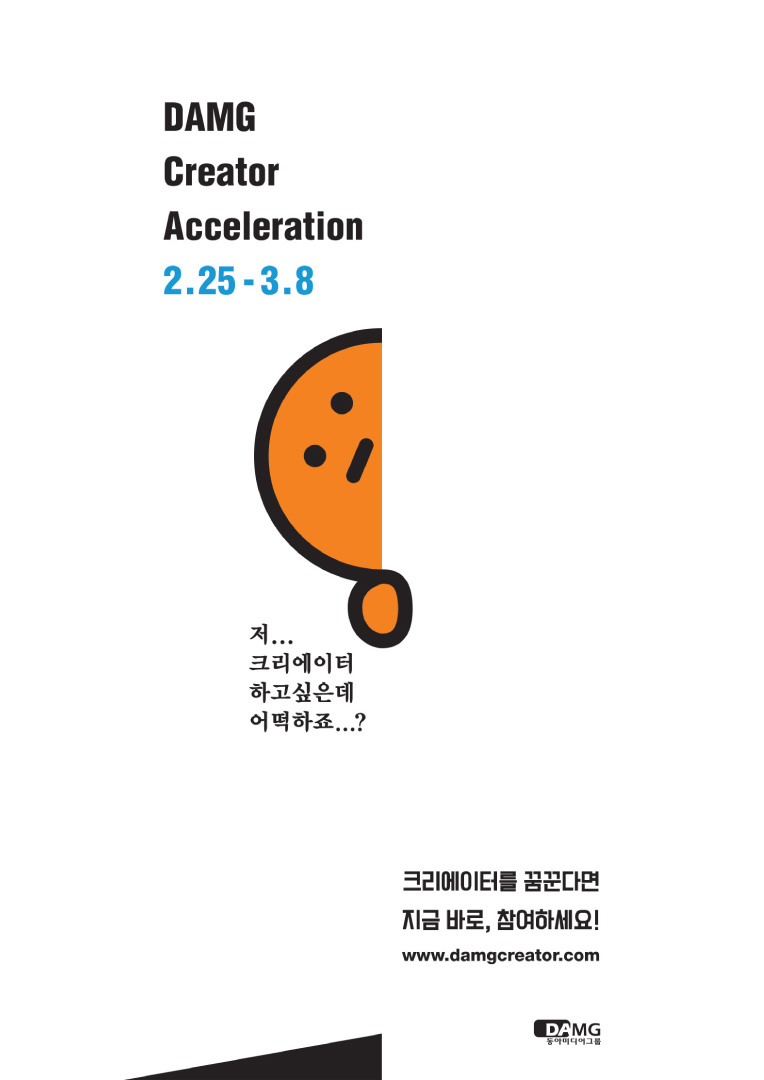 DAMG
Creator
Acceleration
2.25 - 3.8
저...
크리에이터
하고싶은데
어떡하죠...?
크리에이터를 꿈꾼다면
지금 바로, 참여하세요!
www.damgcreator.com
DAMG
동아미디어그룹